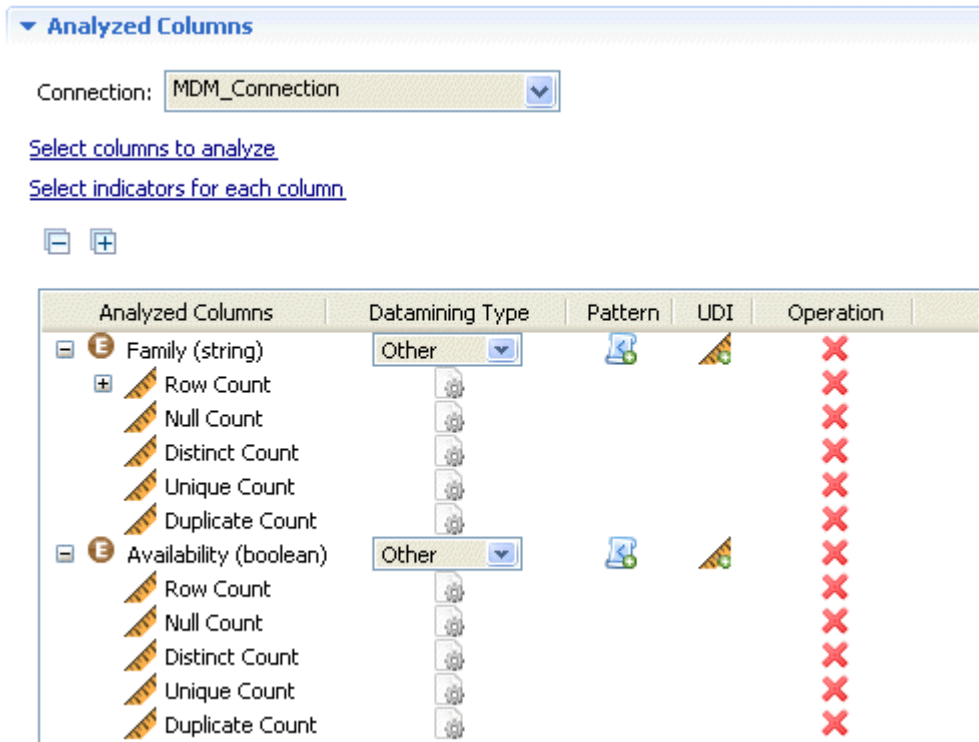 Analyzed Columns
Connection: MDM_Connection
Select columns to analyze
Select indicators for each column
Analyzed Columns Datamining Type Pattern UDI Operation
E Family (string) Other
Row Count
Null Count
Distinct Count
Unique Count
Duplicate Count
E Availability (boolean) Other
Row Count
Null Count
Distinct Count
Unique Count
Duplicate Count